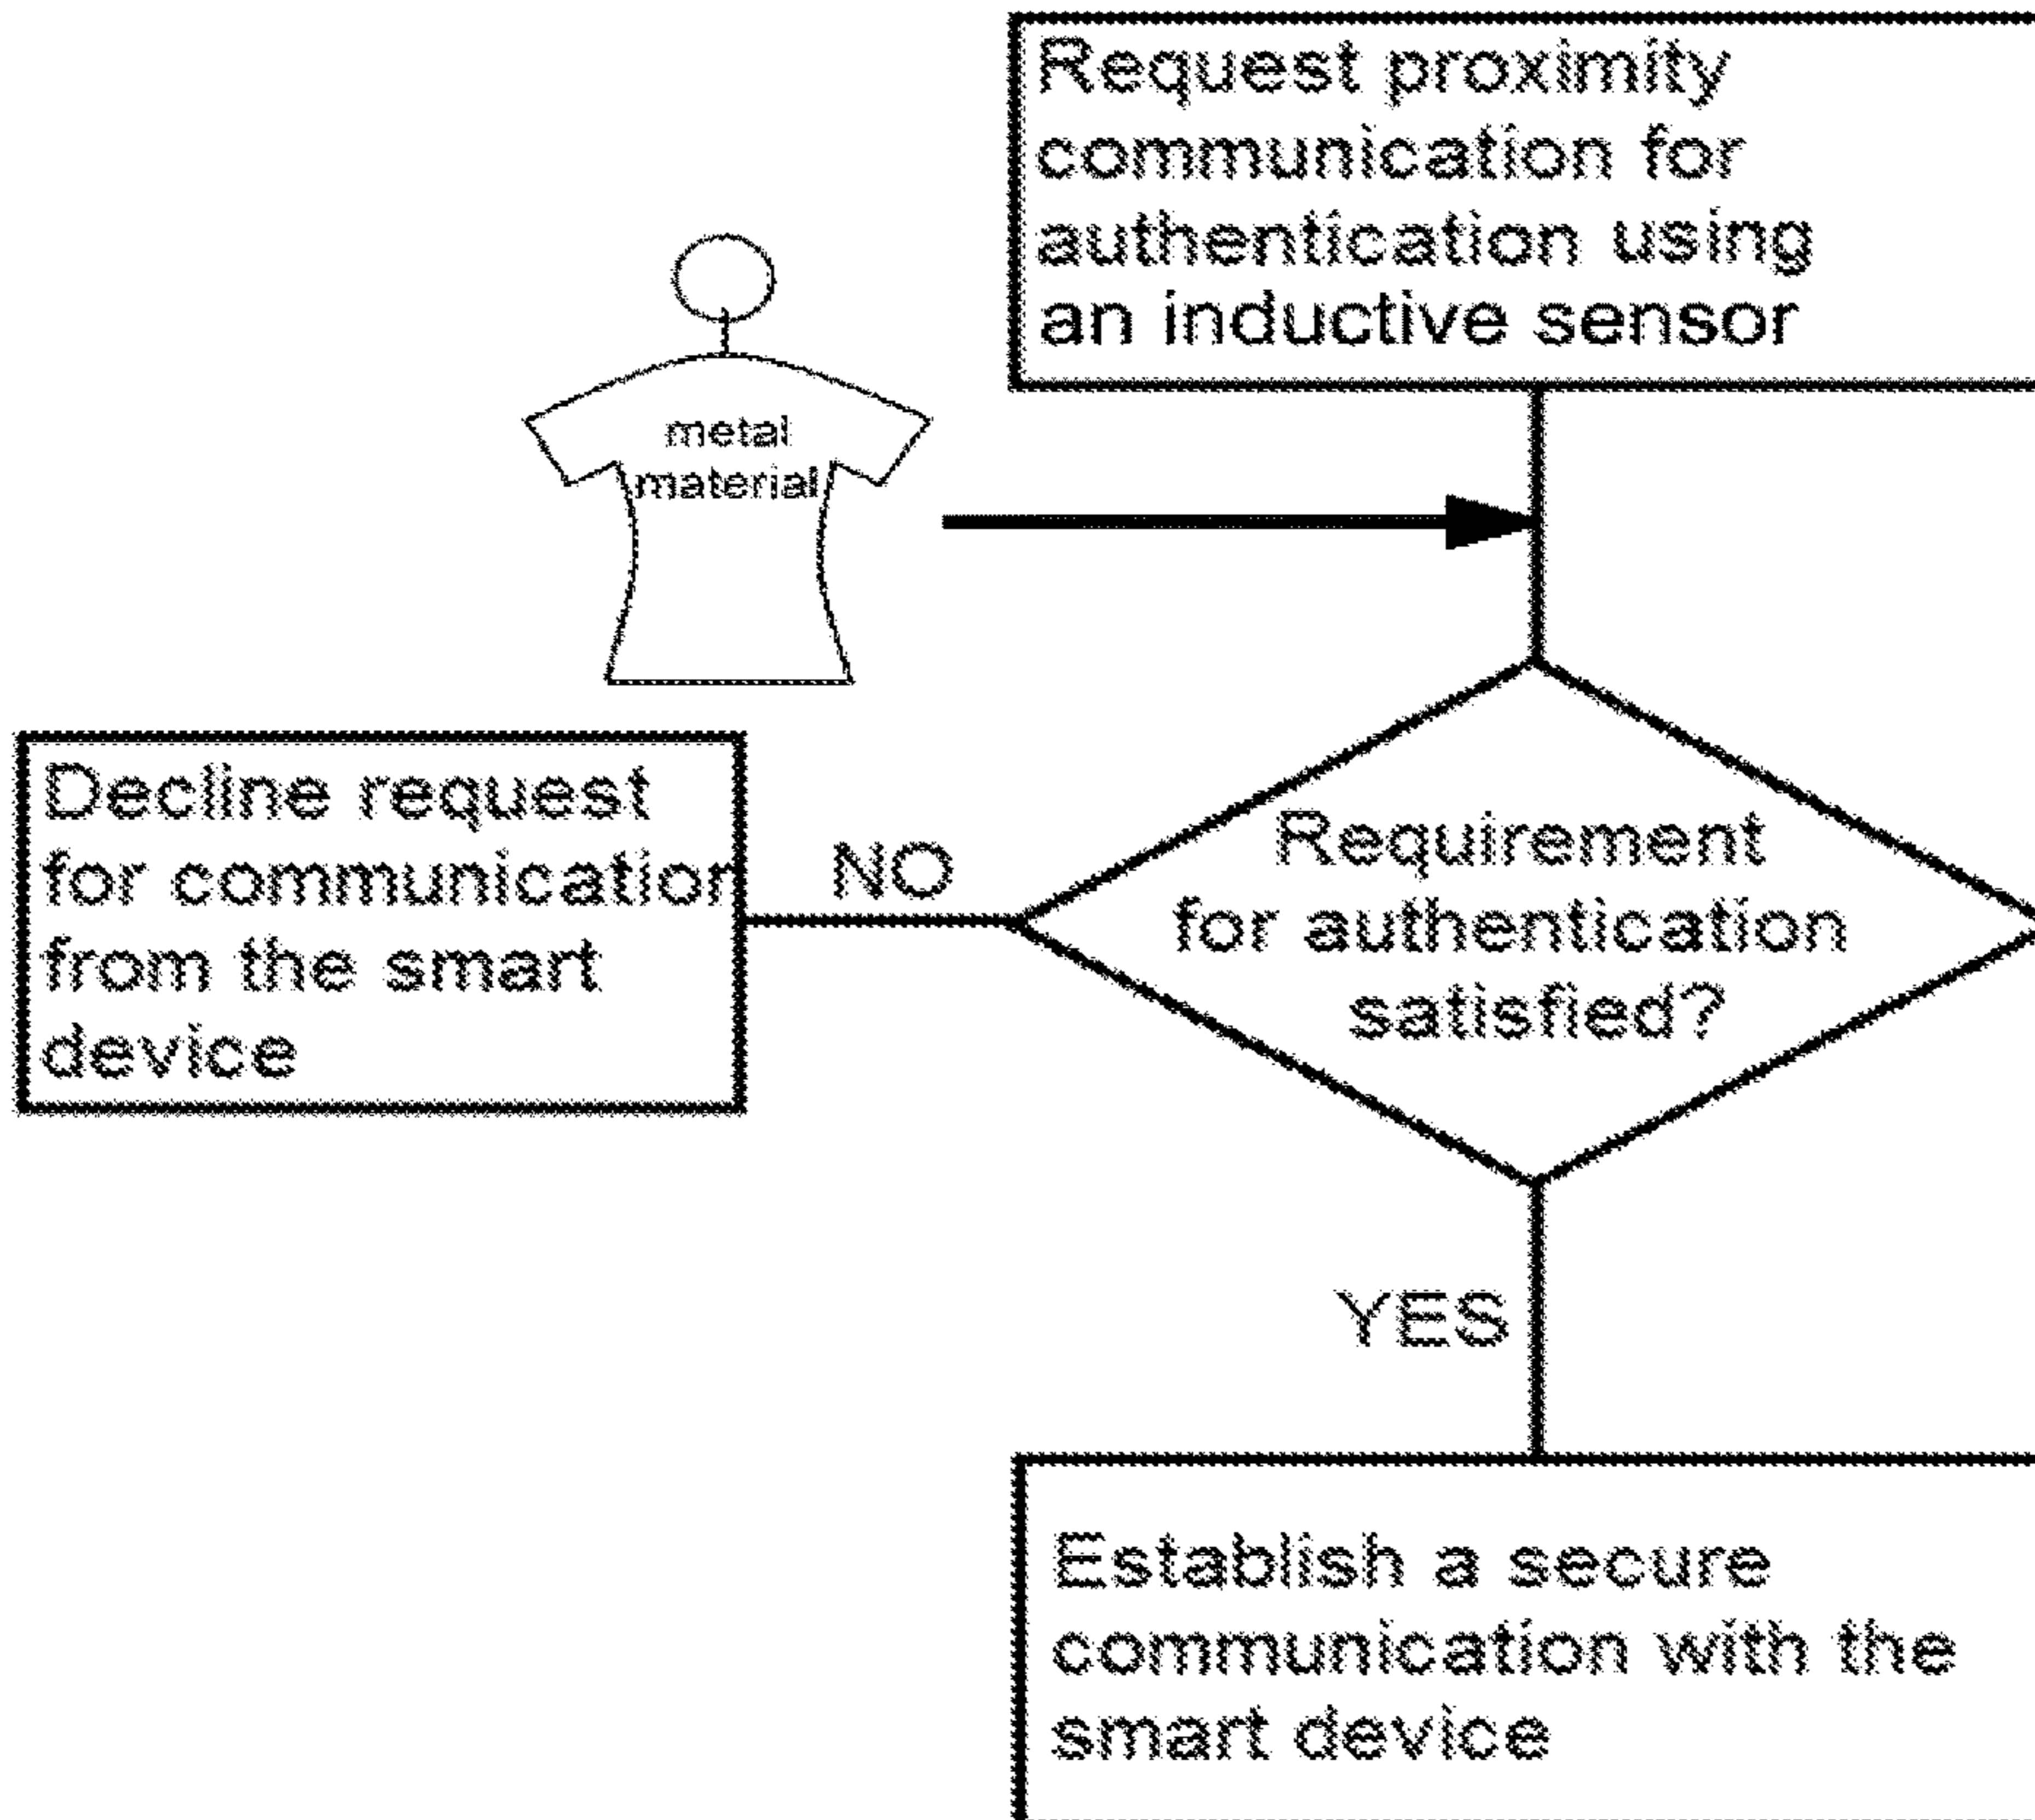 Request proximity
communication for
authentication using
an inductive sensor
metal
material
Decline request
for communication
from the smart
device
NO
Requirement
for authentication
satisfied?
YES
Establish a secure
communication with the
smart device